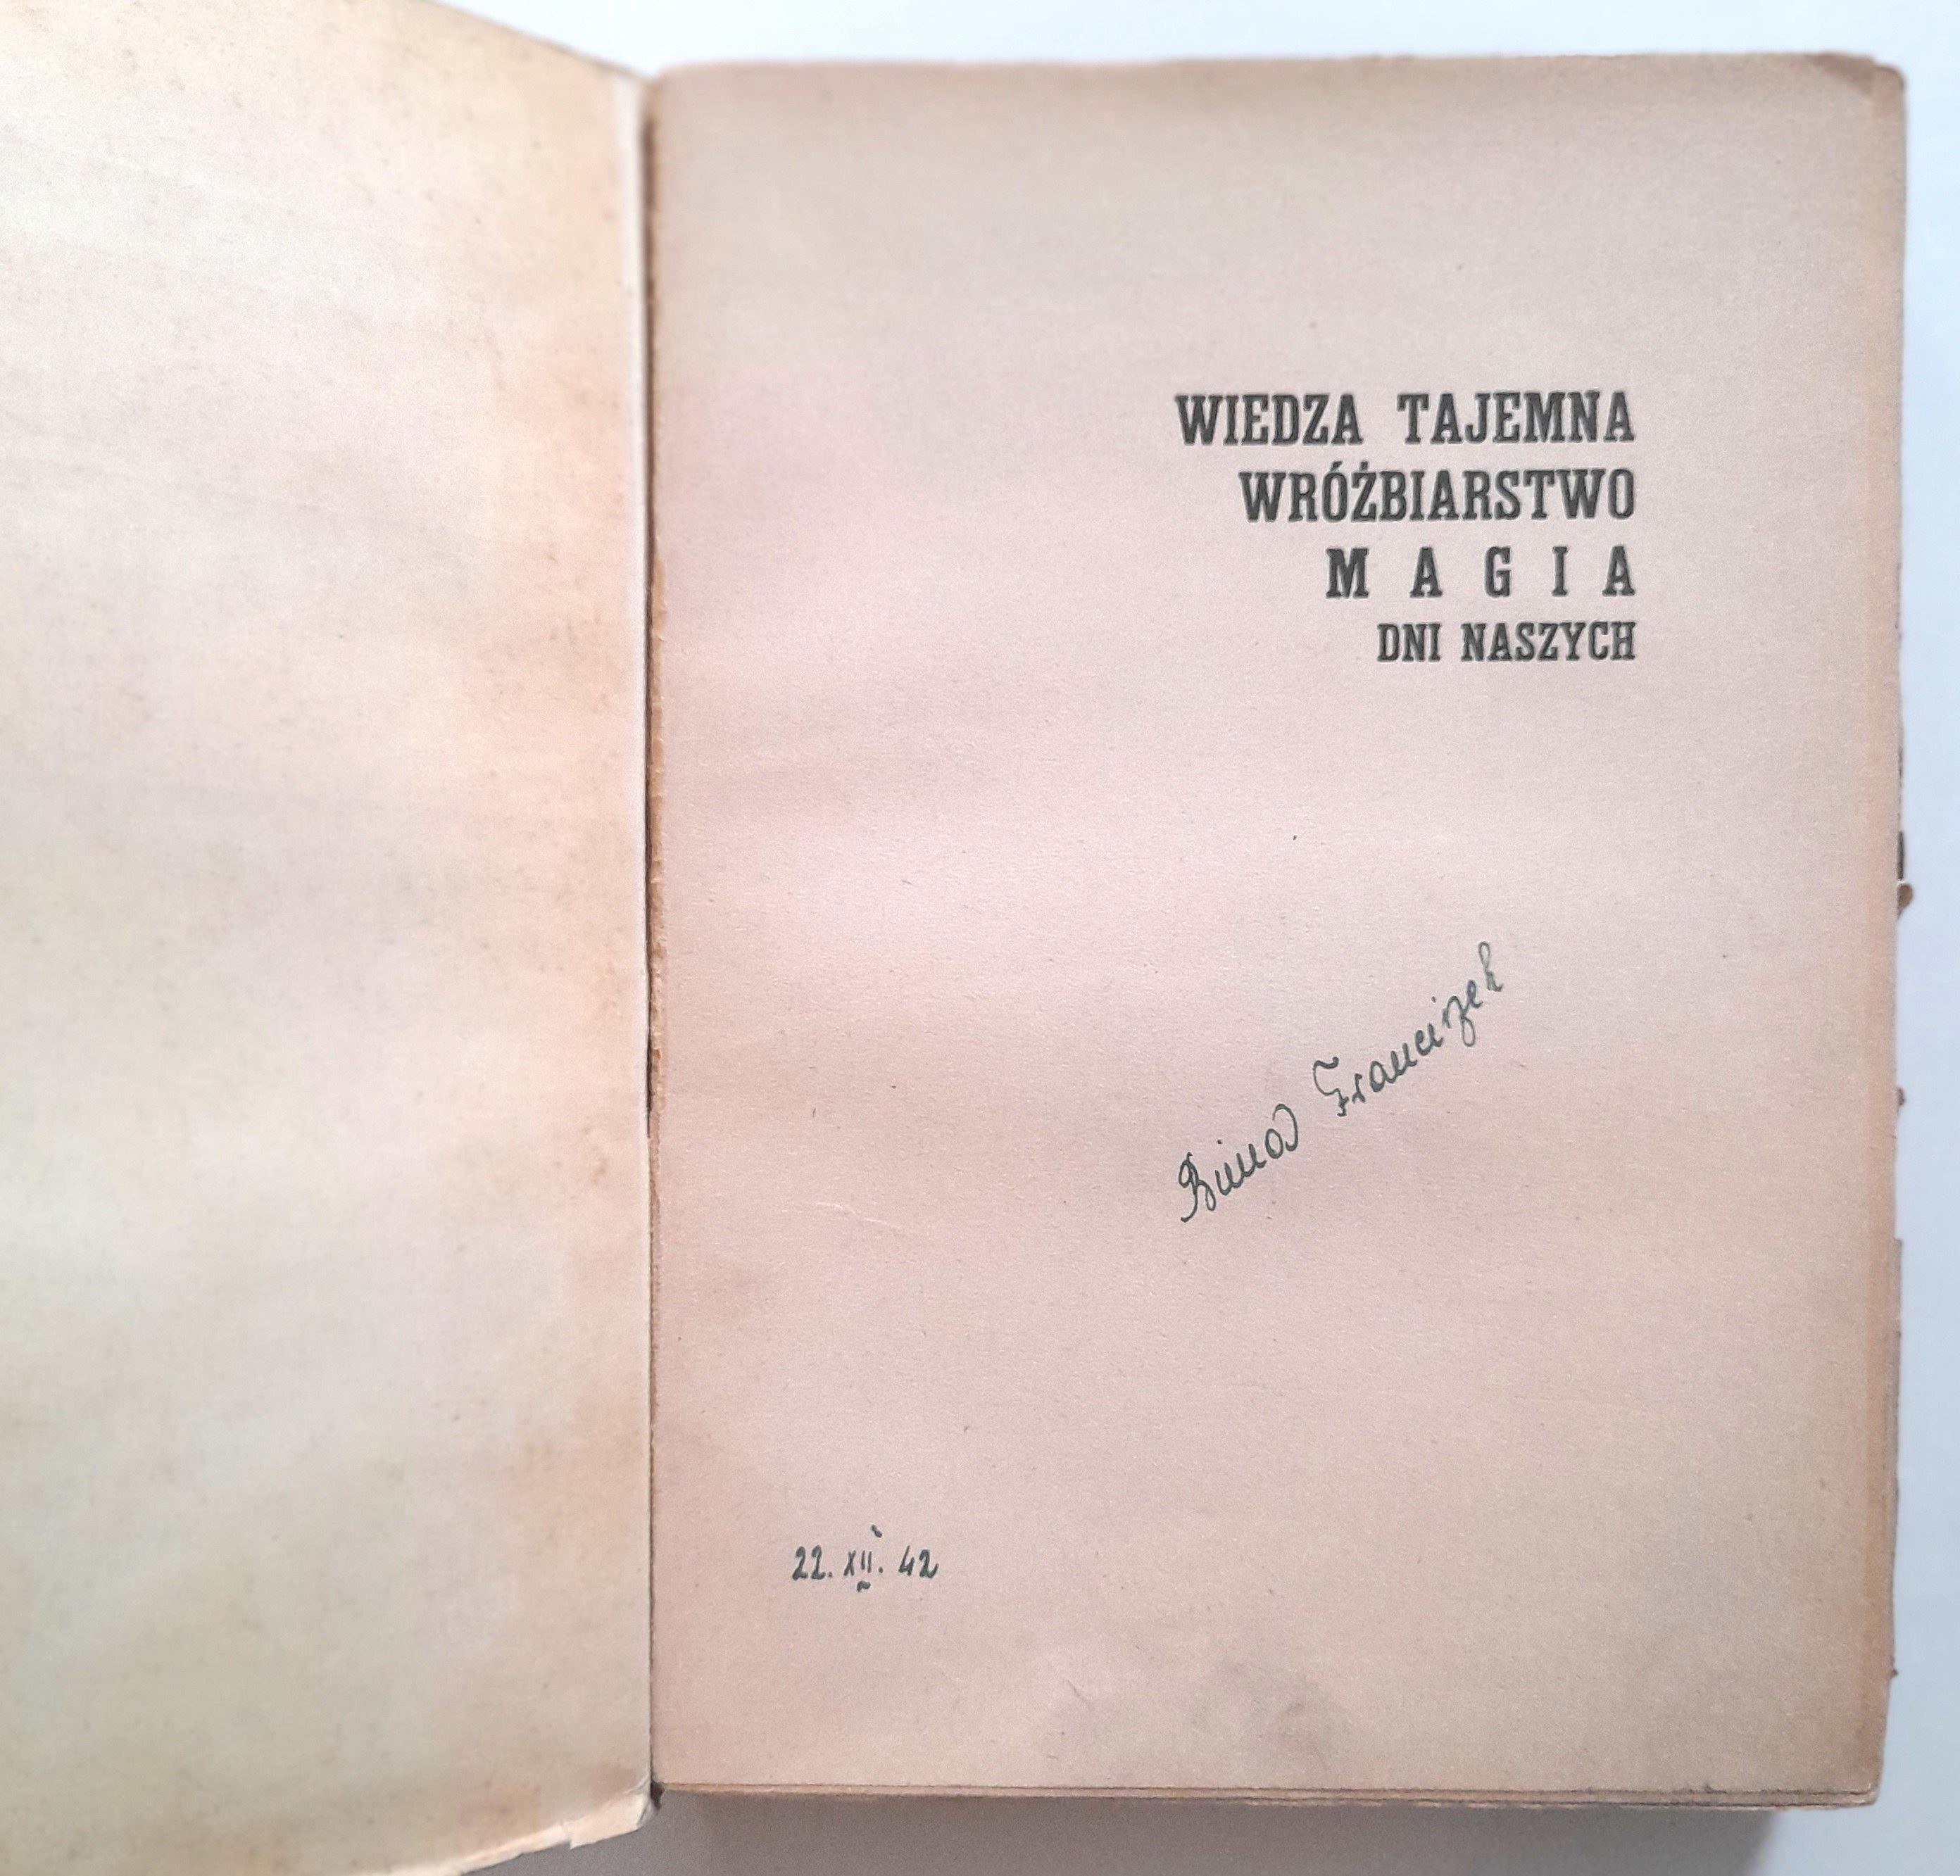 WIEDZA TAJEMNA
WRÓŻBIARSTWO
MAGIA
DNI NASZYCH
Franciszek
22. XII. 42